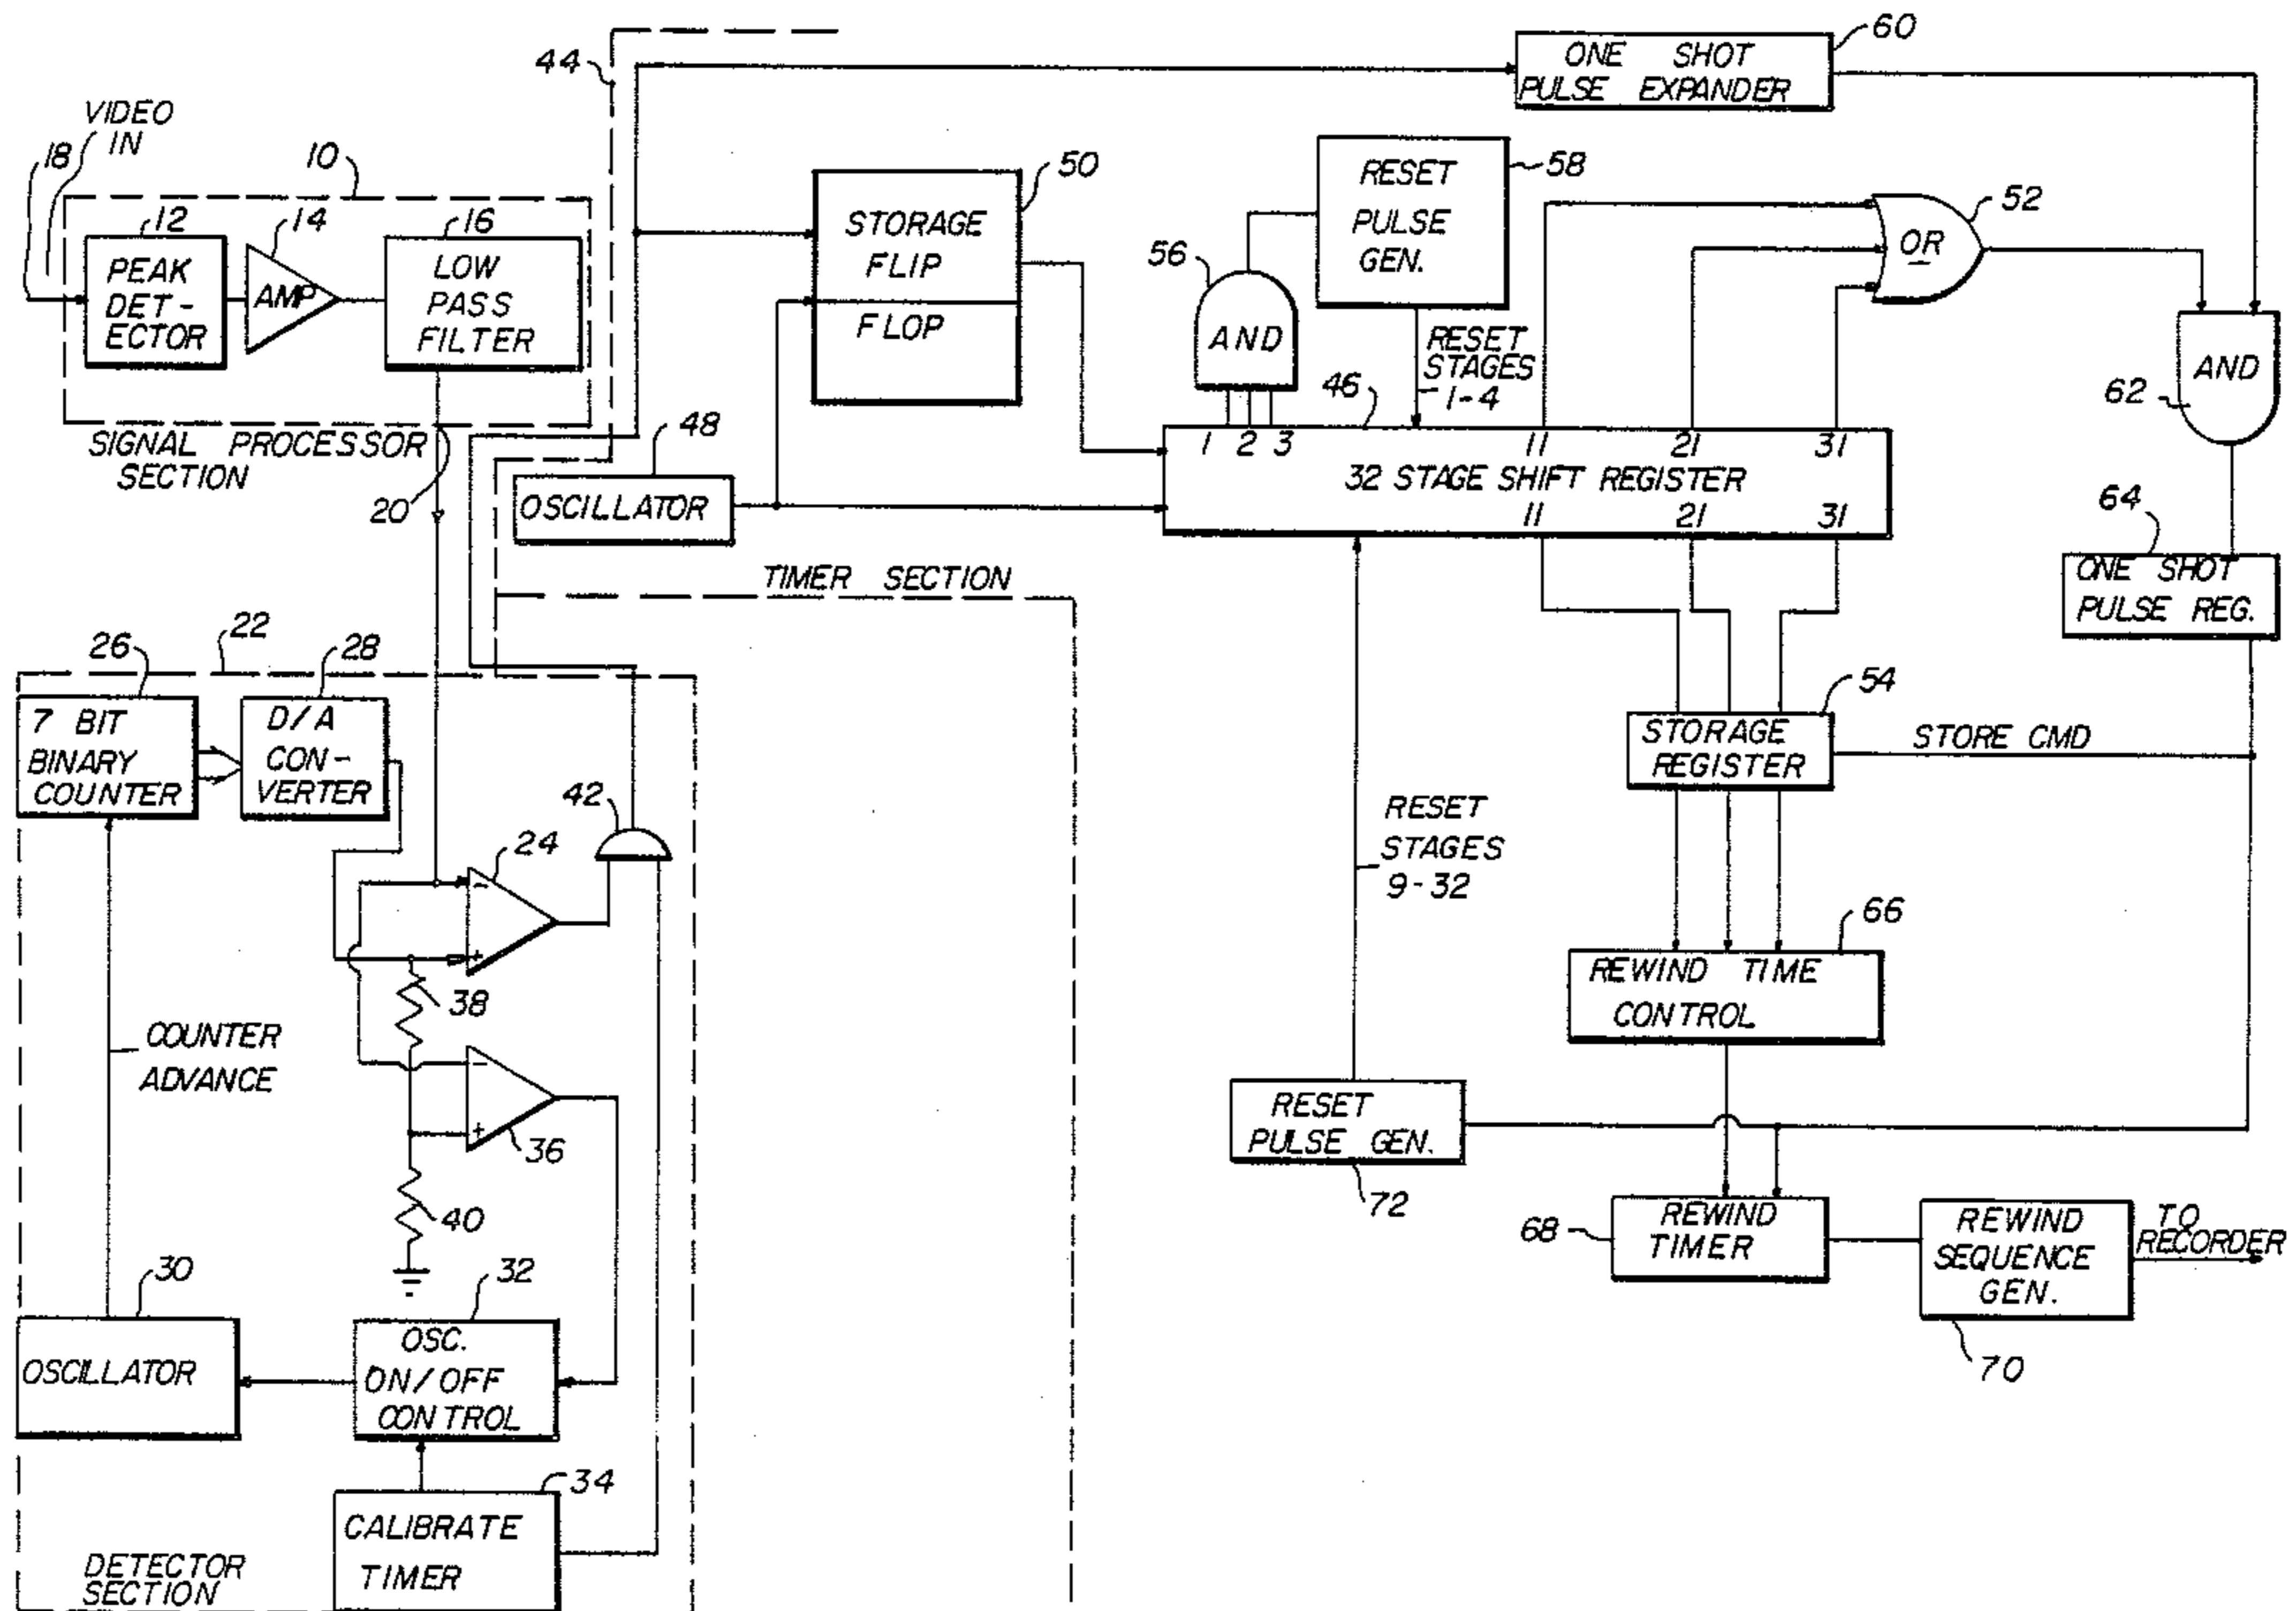 44
ONE SHOT
PULSE EXPANDER
60
VIDEO
IN
18
10
12
PEAK
DET-
ECTOR
14
AMP
16
LOW
PASS
FILTER
SIGNAL PROCESSOR
SECTION
20
50
STORAGE
FLIP
FLOP
48
OSCILLATOR
56
AND
RESET
PULSE
GEN.
58
RESET
STAGES
1-4
46
1 2 3 11 21 31
32 STAGE SHIFT REGISTER
11 21 31
OR
52
AND
62
64
ONE SHOT
PULSE REG.
TIMER SECTION
22
26
7 BIT
BINARY
COUNTER
28
D/A
CON-
VERTER
42
24
-
+
38
-
+
36
40
COUNTER
ADVANCE
30
OSCILLATOR
32
OSC.
ON/OFF
CONTROL
34
CALIBRATE
TIMER
DETECTOR
SECTION
54
STORAGE
REGISTER
STORE CMD
RESET
STAGES
9-32
66
REWIND TIME
CONTROL
RESET
PULSE GEN.
72
68
REWIND
TIMER
REWIND
SEQUENCE
GEN.
70
TO
RECORDER